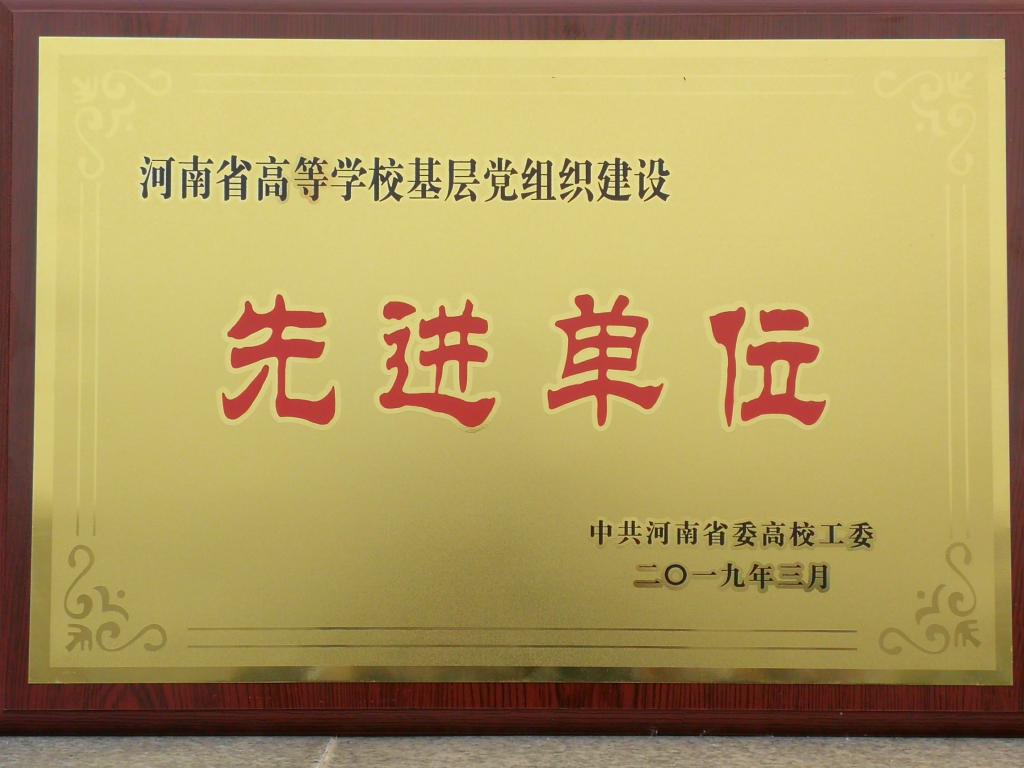 河南省高等学校基层党组织建设
先进单位
中共河南省委高校工委
二〇一九年三月